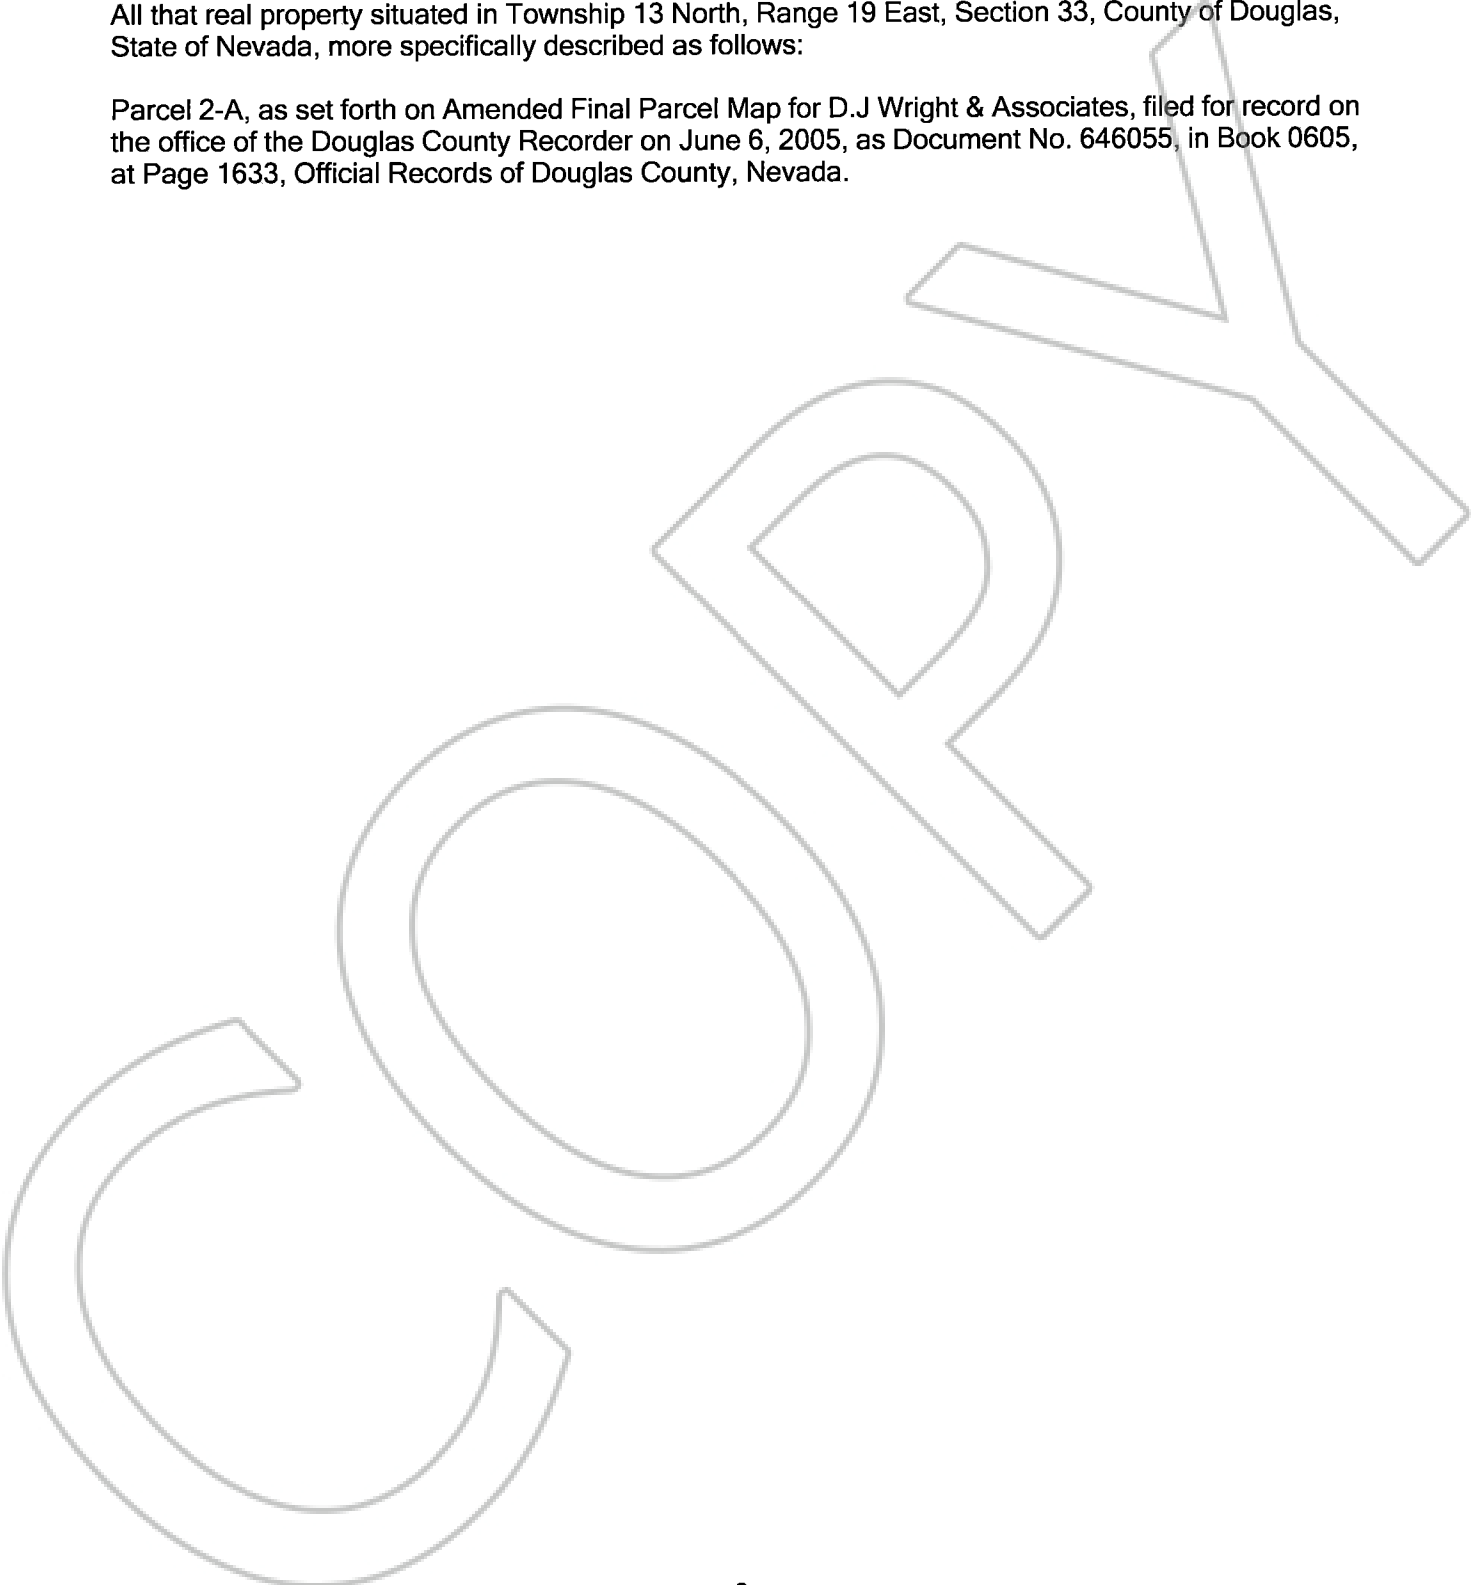 All that real property situated in Township 13 North, Range 19 East, Section 33, County of Douglas,
State of Nevada, more specifically described as follows:
Parcel 2-A, as set forth on Amended Final Parcel Map for D.J Wright & Associates, filed for record on
the office of the Douglas County Recorder on June 6, 2005, as Document No. 646055, in Book 0605,
at Page 1633, Official Records of Douglas County, Nevada.
COPY